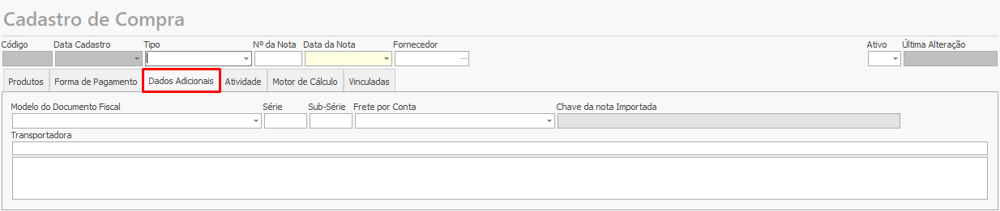 Cadastro de Compra
Código Data Cadastro Tipo Nº da Nota Data da Nota Fornecedor Ativo Última Alteração
...
Produtos Forma de Pagamento Dados Adicionais Atividade Motor de Cálculo Vinculadas
Modelo do Documento Fiscal Série Sub-Série Frete por Conta Chave da nota Importada
Transportadora